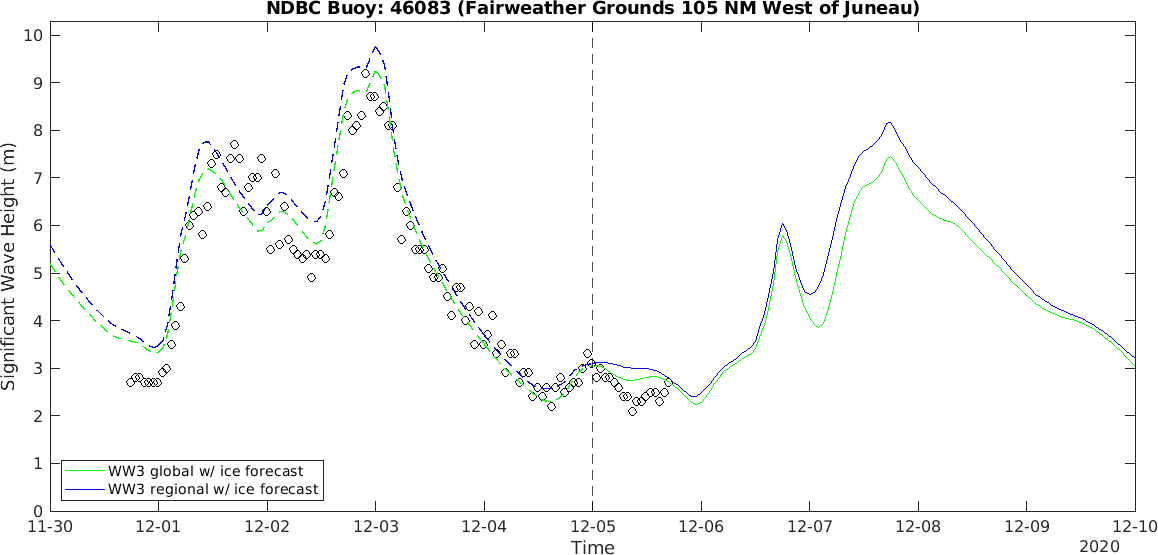 NDBC Buoy: 46083 (Fairweather Grounds 105 NM West of Juneau)
Significant Wave Height (m)
10
9
8
7
6
5
4
3
2
1
0
WW3 global w/ ice forecast
WW3 regional w/ ice forecast
11-30 12-01 12-02 12-03 12-04 12-05 12-06 12-07 12-08 12-09 12-10
Time
2020